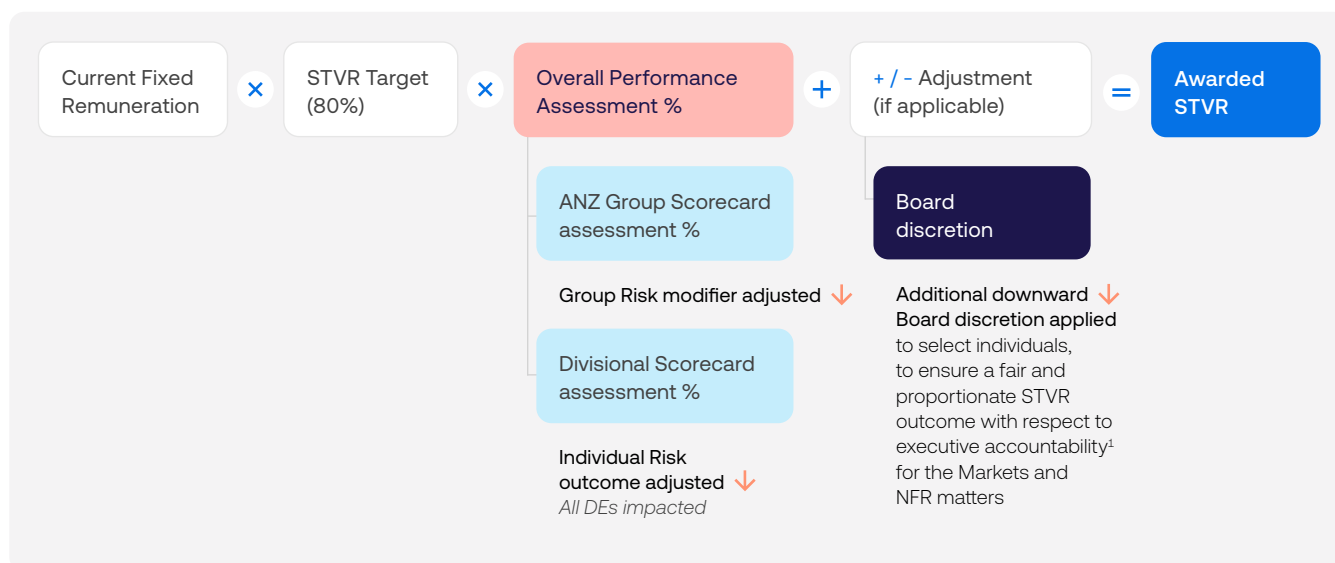 Current Fixed
Remuneration
×
STVR Target
(80%)
×
Overall Performance
Assessment %
+
+ / - Adjustment
(if applicable)
=
Awarded
STVR
ANZ Group Scorecard
assessment %
Group Risk modifier adjusted ↓
Divisional Scorecard
assessment %
Individual Risk
outcome adjusted ↓
All DEs impacted
Board
discretion
Additional downward ↓
Board discretion applied
to select individuals,
to ensure a fair and
proportionate STVR
outcome with respect to
executive accountability¹
for the Markets and
NFR matters